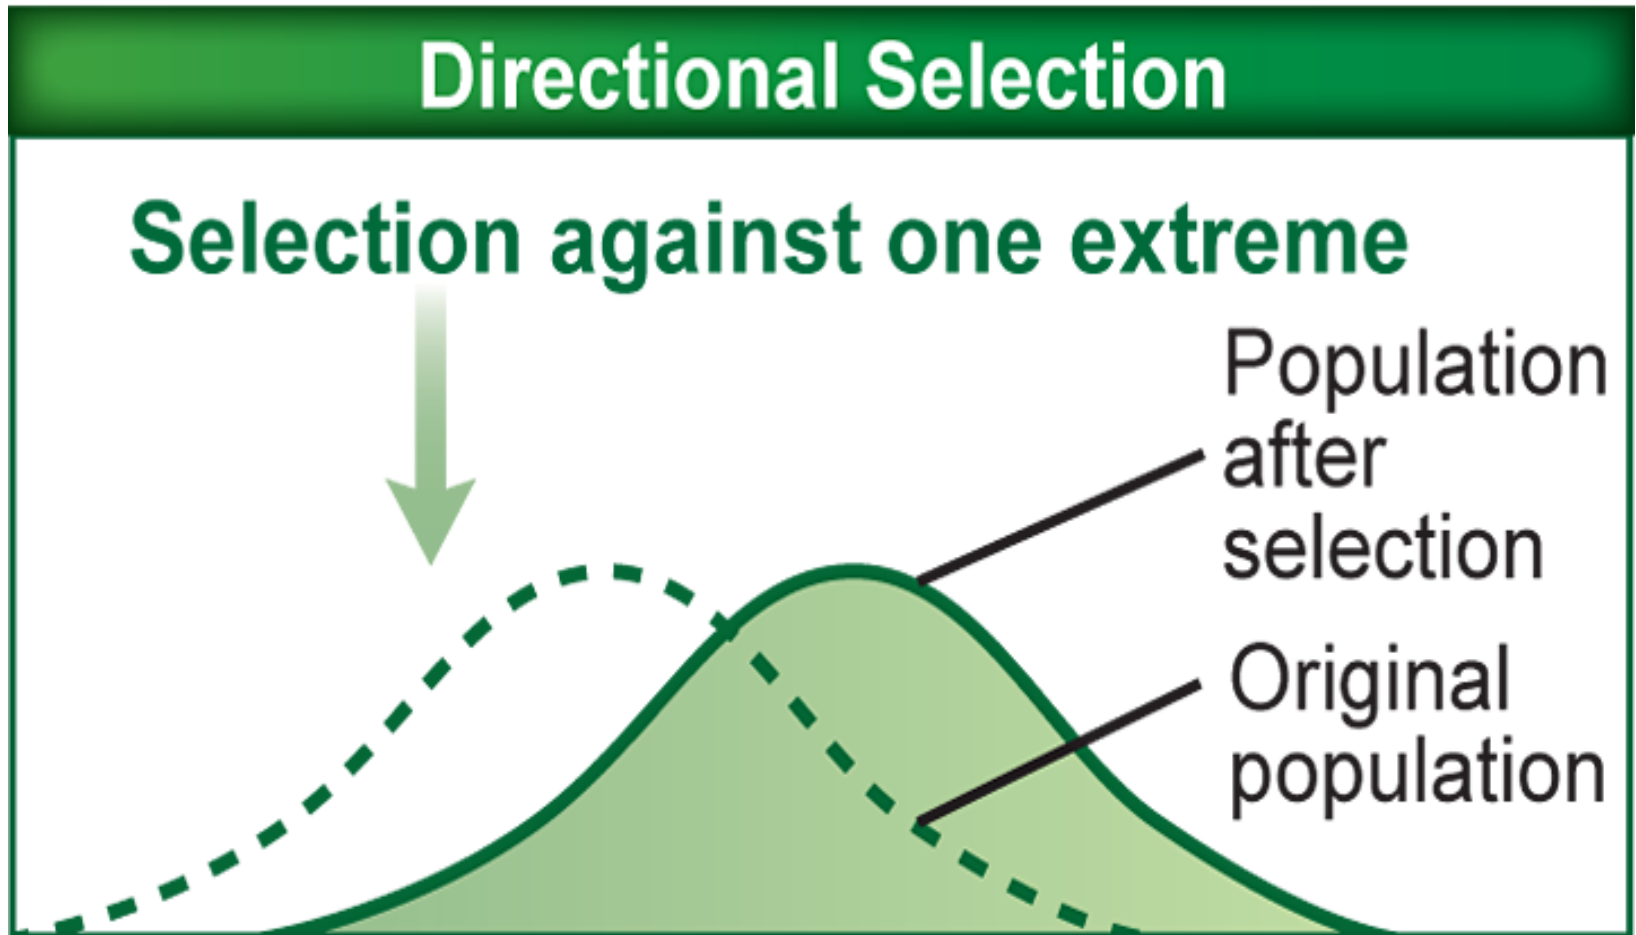 Directional Selection
Selection against one extreme
Population
after
selection
Original
population